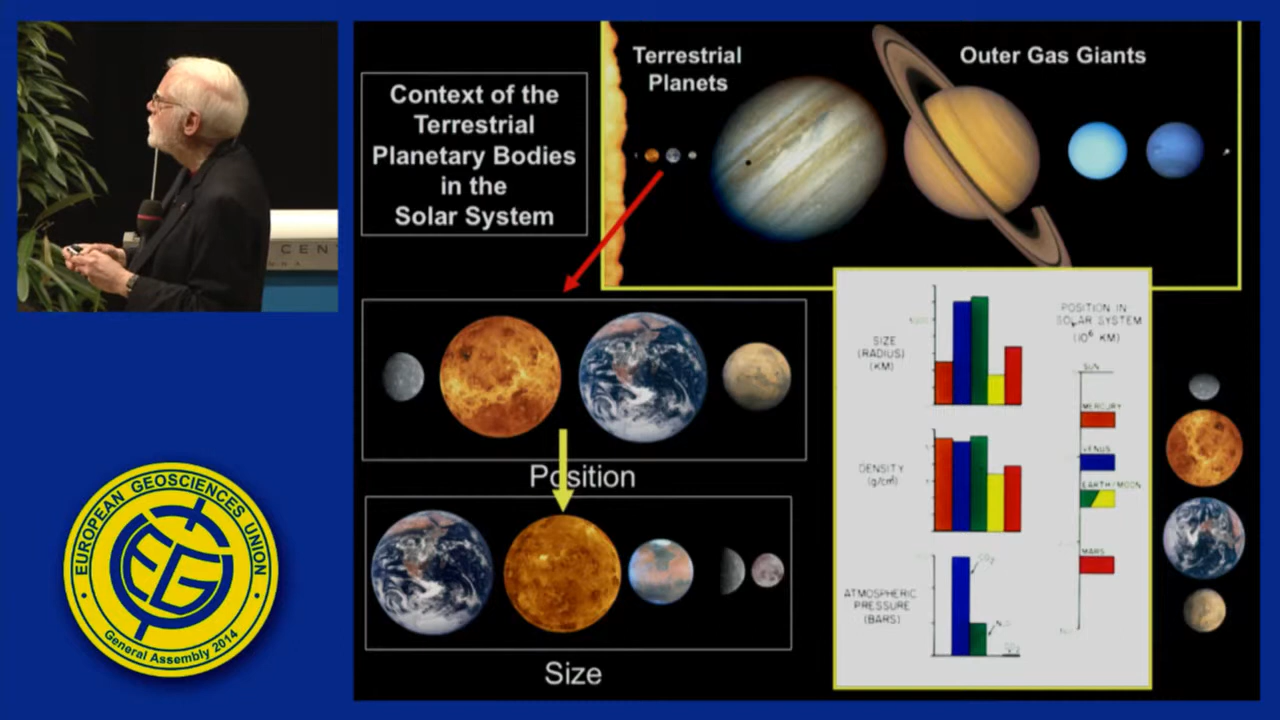 Context of the
Terrestrial
Planetary Bodies
in the
Solar System
Terrestrial
Planets
Outer Gas Giants
Position
Size
SIZE
(RADIUS)
(KM)
DENSITY
(g/cm³)
ATMOSPHERIC
PRESSURE
(BARS)
CO₂
POSITION IN
SOLAR SYSTEM
(10⁶ KM)
SUN
MERCURY
VENUS
EARTH/MOON
MARS
CEN
EUROPEAN GEOSCIENCES UNION
EGU
General Assembly 2014